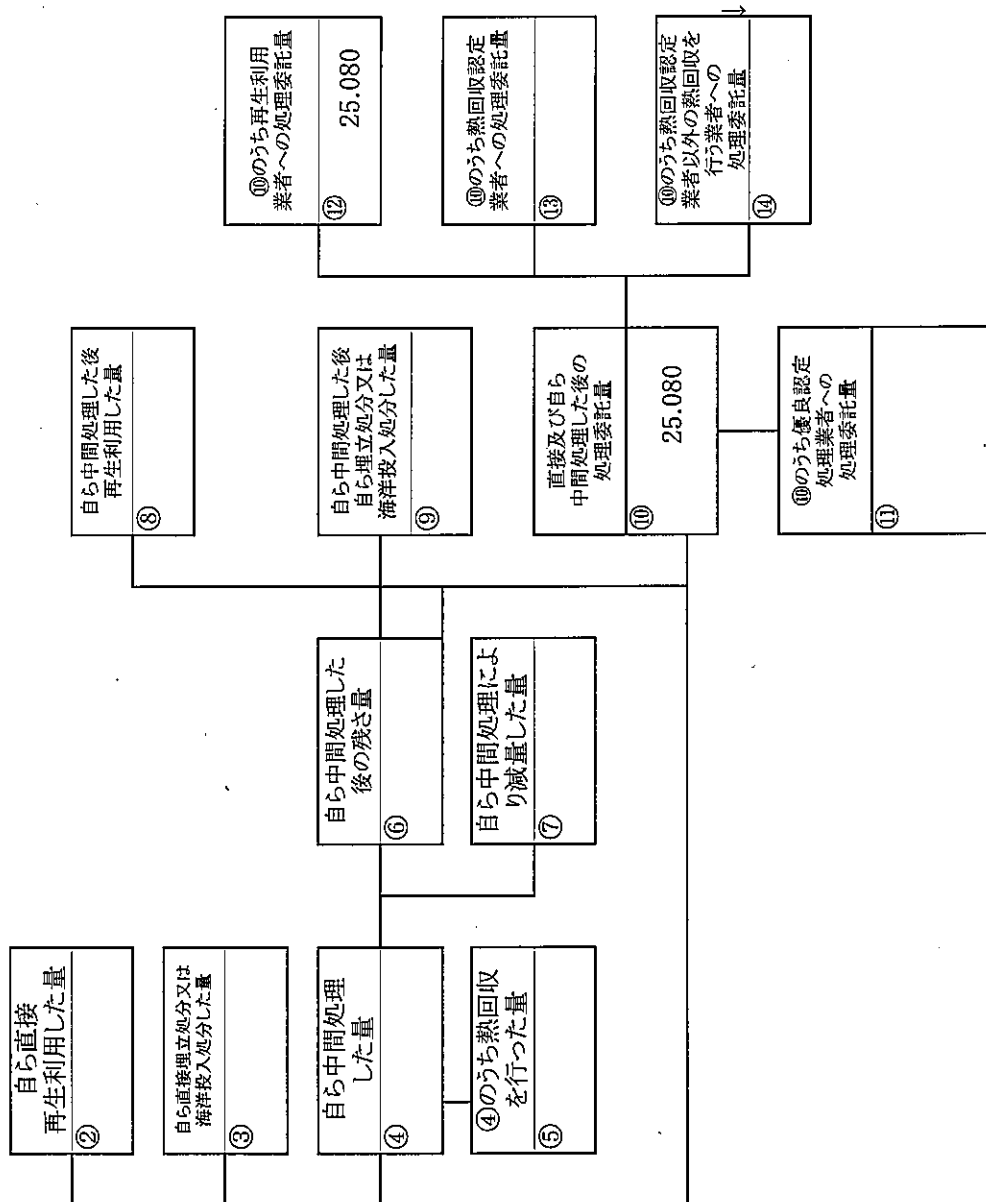 自ら直接
再生利用した量
②
自ら直接埋立処分又は
海洋投入処分した量
③
自ら中間処理
した量
④
④のうち熱回収
を行った量
⑤
自ら中間処理した
後の残さ量
⑥
自ら中間処理によ
り減量した量
⑦
自ら中間処理した後
再生利用した量
⑧
自ら中間処理した後
自ら埋立処分又は
海洋投入処分した量
⑨
直接及び自ら
中間処理した後の
処理委託量
⑩
25.080
⑩のうち優良認定
処理業者への
処理委託量
⑪
⑩のうち再生利用
業者への処理委託量
⑫
25.080
⑩のうち熱回収認定
業者への処理委託量
⑬
⑩のうち熱回収認定
業者以外の熱回収を
行う業者への
処理委託量
⑭